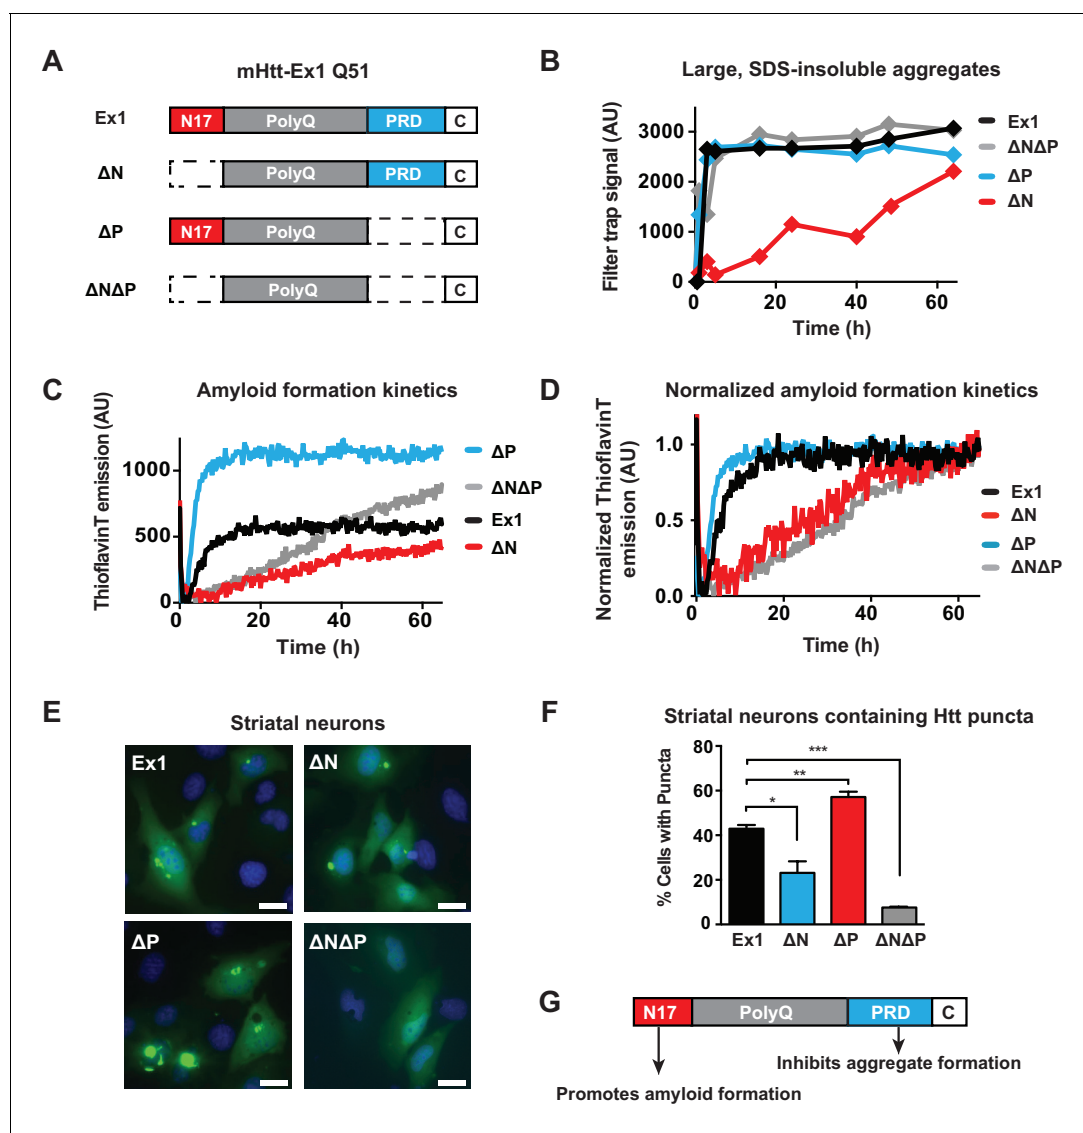 A
mHtt-Ex1 Q51
Ex1
N17
PolyQ
PRD
C
ΔN
PolyQ
PRD
C
ΔP
N17
PolyQ
C
ΔNΔP
PolyQ
C
B
Large, SDS-insoluble aggregates
Filter trap signal (AU)
3000
2000
1000
0
0
20
40
60
Time (h)
Ex1
ΔNΔP
ΔP
ΔN
C
Amyloid formation kinetics
ThioflavinT emission (AU)
1000
500
0
0
20
40
60
Time (h)
ΔP
ΔNΔP
Ex1
ΔN
D
Normalized amyloid formation kinetics
Normalized ThioflavinT
emission (AU)
1.0
0.5
0.0
0
20
40
60
Time (h)
Ex1
ΔN
ΔP
ΔNΔP
E
Striatal neurons
Ex1
ΔN
ΔP
ΔNΔP
F
Striatal neurons containing Htt puncta
% Cells with Puncta
80
60
40
20
0
***
**
*
Ex1
ΔN
ΔP
ΔNΔP
G
N17
PolyQ
PRD
C
Inhibits aggregate formation
Promotes amyloid formation